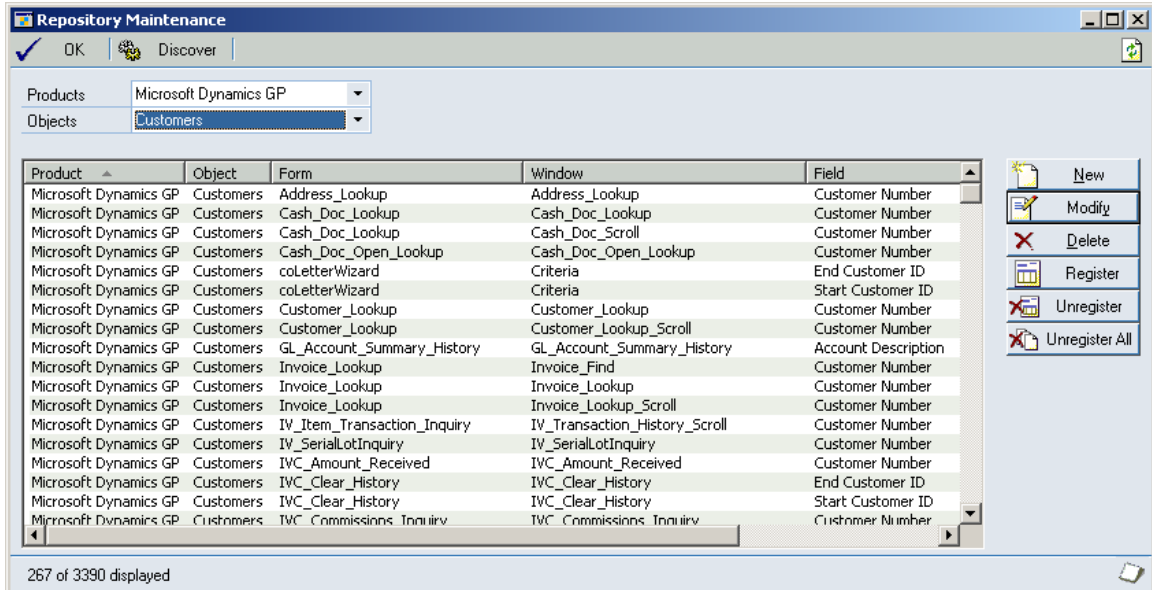 Repository Maintenance
OK Discover
Products Microsoft Dynamics GP
Objects Customers
Product Object Form Window Field
Microsoft Dynamics GP Customers Address_Lookup Address_Lookup Customer Number
Microsoft Dynamics GP Customers Cash_Doc_Lookup Cash_Doc_Lookup Customer Number
Microsoft Dynamics GP Customers Cash_Doc_Lookup Cash_Doc_Scroll Customer Number
Microsoft Dynamics GP Customers Cash_Doc_Open_Lookup Cash_Doc_Open_Lookup Customer Number
Microsoft Dynamics GP Customers coLetterWizard Criteria End Customer ID
Microsoft Dynamics GP Customers coLetterWizard Criteria Start Customer ID
Microsoft Dynamics GP Customers Customer_Lookup Customer_Lookup Customer Number
Microsoft Dynamics GP Customers Customer_Lookup Customer_Lookup_Scroll Customer Number
Microsoft Dynamics GP Customers GL_Account_Summary_History GL_Account_Summary_History Account Description
Microsoft Dynamics GP Customers Invoice_Lookup Invoice_Find Customer Number
Microsoft Dynamics GP Customers Invoice_Lookup Invoice_Lookup Customer Number
Microsoft Dynamics GP Customers Invoice_Lookup Invoice_Lookup_Scroll Customer Number
Microsoft Dynamics GP Customers IV_Item_Transaction_Inquiry IV_Transaction_History_Scroll Customer Number
Microsoft Dynamics GP Customers IV_SerialLotInquiry IV_SerialLotInquiry Customer Number
Microsoft Dynamics GP Customers IVC_Amount_Received IVC_Amount_Received Customer Number
Microsoft Dynamics GP Customers IVC_Clear_History IVC_Clear_History End Customer ID
Microsoft Dynamics GP Customers IVC_Clear_History IVC_Clear_History Start Customer ID
Microsoft Dynamics GP Customers IVC_Commissions_Inquiry IVC_Commissions_Inquiry Customer Number
New
Modify
Delete
Register
Unregister
Unregister All
267 of 3390 displayed